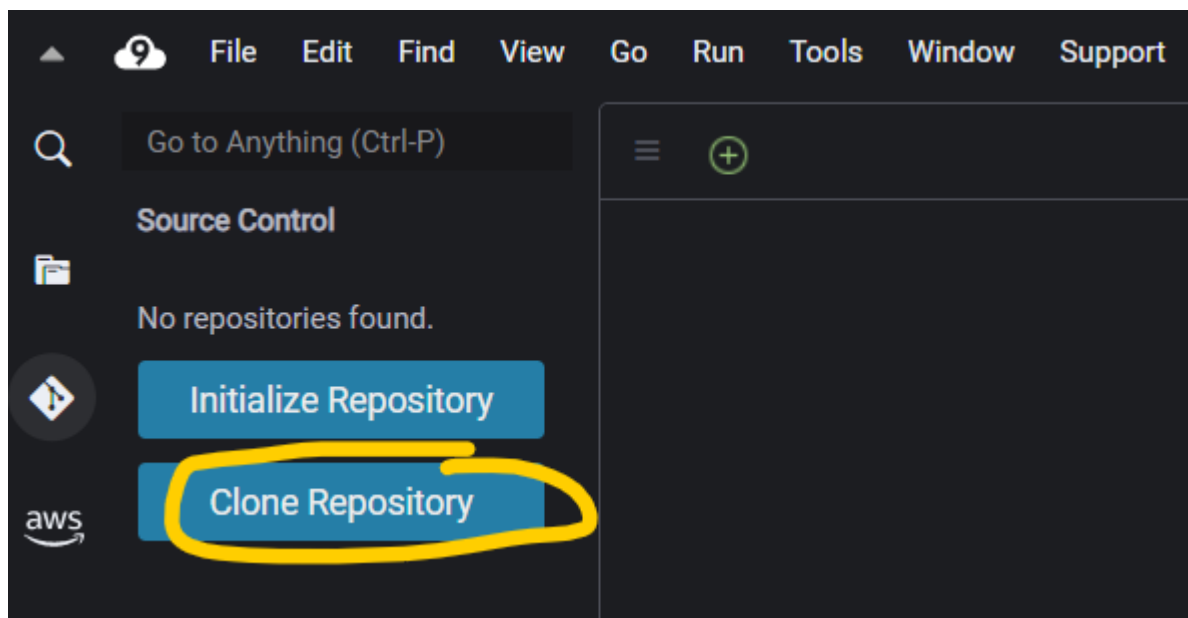 9 File Edit Find View Go Run Tools Window Support
Go to Anything (Ctrl-P)
Source Control
No repositories found.
Initialize Repository
Clone Repository
aws